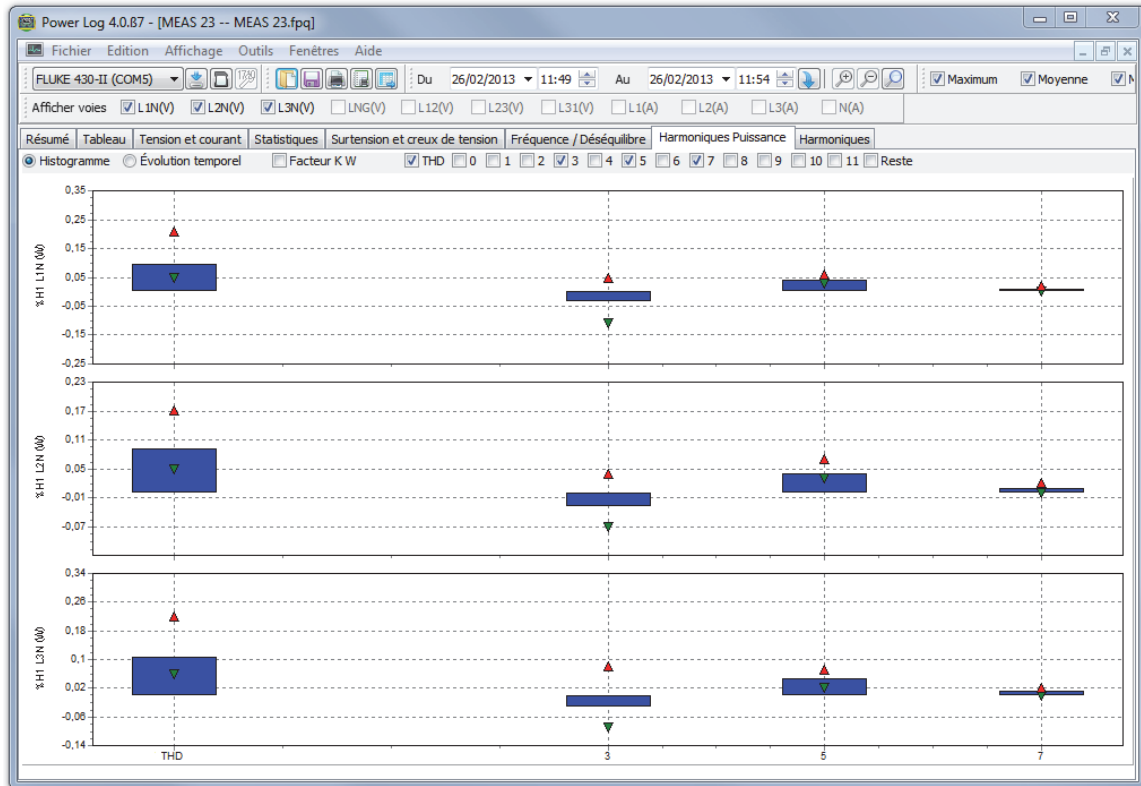 Power Log 4.0.ß7 - [MEAS 23 -- MEAS 23.fpq]
Fichier Edition Affichage Outils Fenêtres Aide
FLUKE 430-II (COM5) Du 26/02/2013 11:49 Au 26/02/2013 11:54 Maximum Moyenne M
Afficher voies L1N(V) L2N(V) L3N(V) LNG(V) L12(V) L23(V) L31(V) L1(A) L2(A) L3(A) N(A)
Résumé Tableau Tension et courant Statistiques Surtension et creux de tension Fréquence / Déséquilibre Harmoniques Puissance Harmoniques
Histogramme Évolution temporel Facteur K W THD 0 1 2 3 4 5 6 7 8 9 10 11 Reste
%H1 L1N (W)
0,35
0,25
0,15
0,05
-0,05
-0,15
-0,25
%H1 L2N (W)
0,23
0,17
0,11
0,05
-0,01
-0,07
%H1 L3N (W)
0,34
0,26
0,18
0,1
0,02
-0,06
-0,14
THD 3 5 7